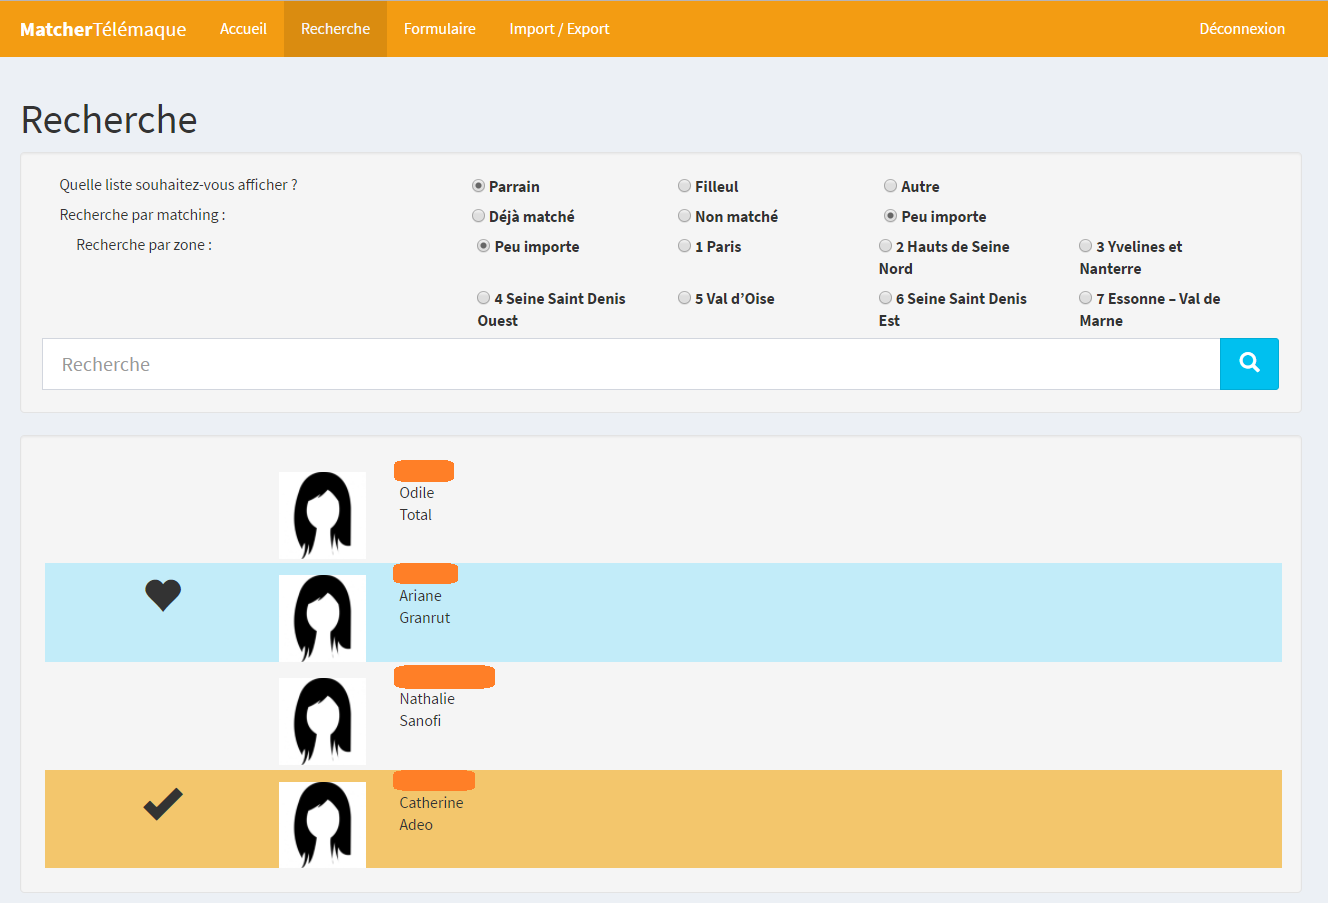 MatcherTélémaque Accueil Recherche Formulaire Import / Export Déconnexion
Recherche
Quelle liste souhaitez-vous afficher ? Parrain Filleul Autre
Recherche par matching : Déjà matché Non matché Peu importe
Recherche par zone : Peu importe 1 Paris 2 Hauts de Seine Nord 3 Yvelines et Nanterre
4 Seine Saint Denis Ouest 5 Val d’Oise 6 Seine Saint Denis Est 7 Essonne – Val de Marne
Recherche
Odile
Total
Ariane
Granrut
Nathalie
Sanofi
Catherine
Adeo